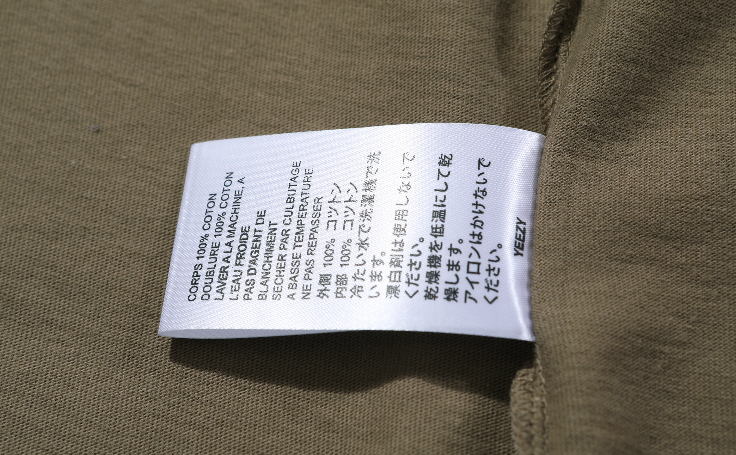 CORPS 100% COTON
DOUBLURE 100% COTON
LAVER A LA MACHINE, A
L'EAU FROIDE
PAS D'AGENT DE
BLANCHIMENT
SECHER PAR CULBUTAGE
A BASSE TEMPERATURE
NE PAS REPASSER
外側 100% コットン
内部 100% コットン
冷たい水で洗濯機で洗
います。
漂白剤は使用しないで
ください。
乾燥機を低温にして乾
燥します。
アイロンはかけないで
ください。
YEEZY